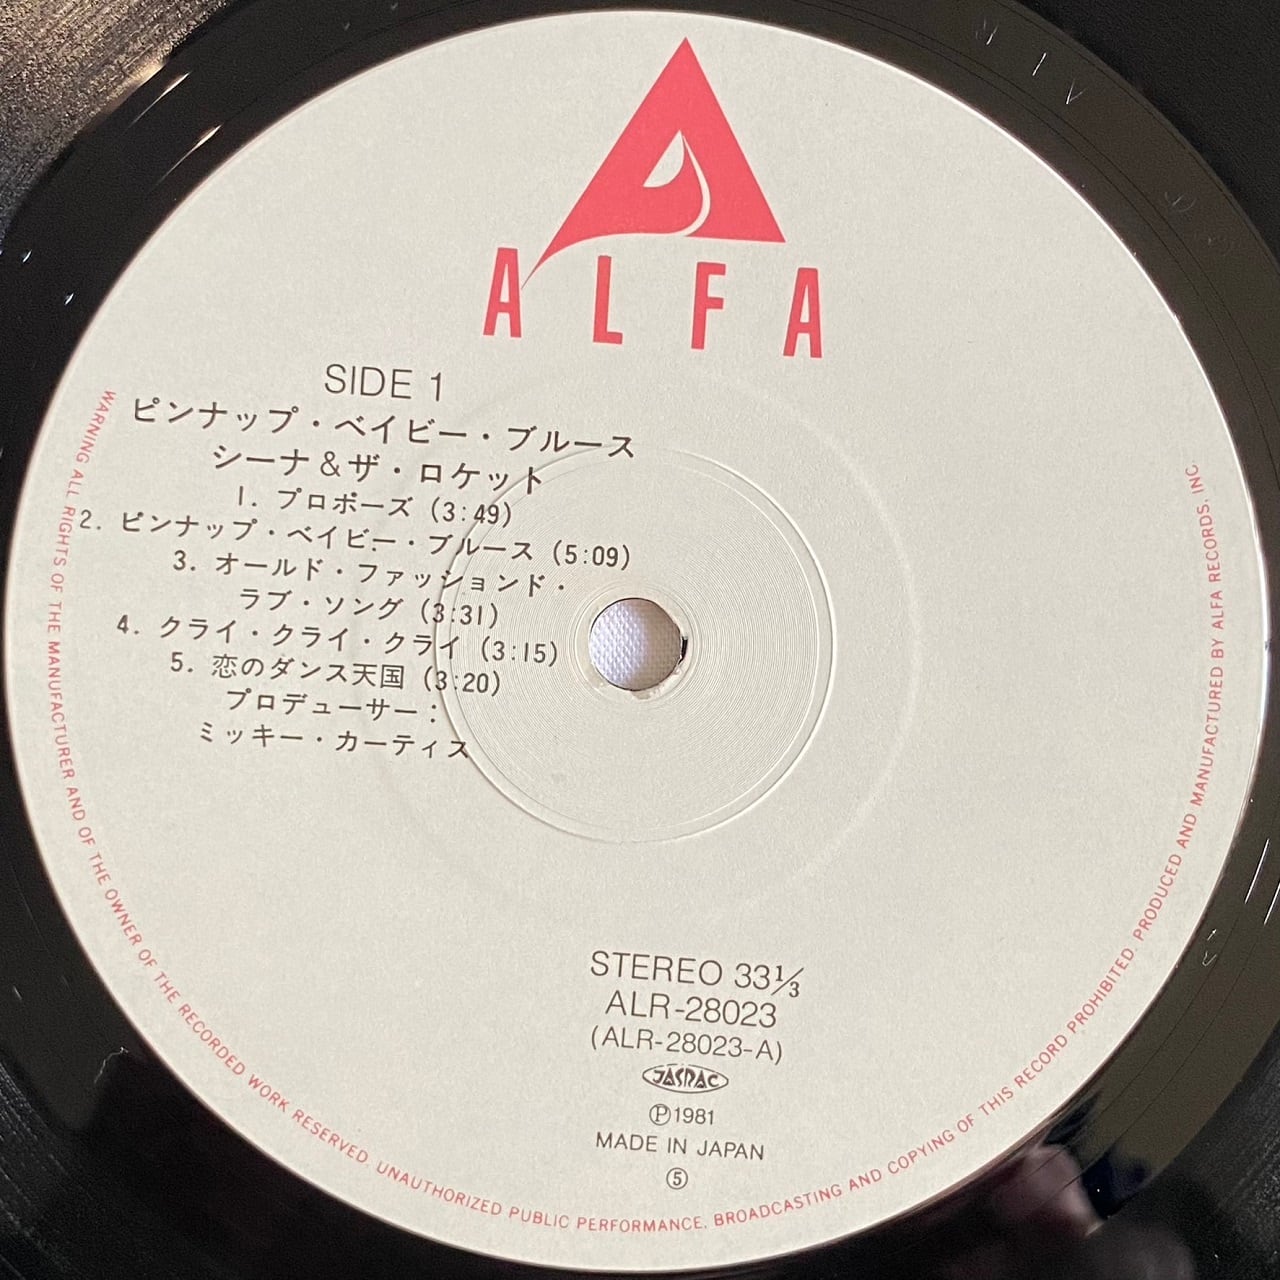 ALFA
SIDE 1
ピンナップ・ベイビー・ブルース
シーナ&ザ・ロケット
1. プロポーズ (3:49)
2. ピンナップ・ベイビー・ブルース (5:09)
3. オールド・ファッションド・
ラブ・ソング (3:31)
4. クライ・クライ・クライ (3:15)
5. 恋のダンス天国 (3:20)
プロデューサー:
ミッキー・カーティス
STEREO 33⅓
ALR-28023
(ALR-28023-A)
JASRAC
Ⓟ1981
MADE IN JAPAN
⑤
WARNING ALL RIGHTS OF THE MANUFACTURER AND OF THE OWNER OF THE RECORDED WORK RESERVED. UNAUTHORIZED PUBLIC PERFORMANCE. BROADCASTING AND COPYING OF THIS RECORD PROHIBITED. PRODUCED AND MANUFACTURED BY ALFA RECORDS, INC.